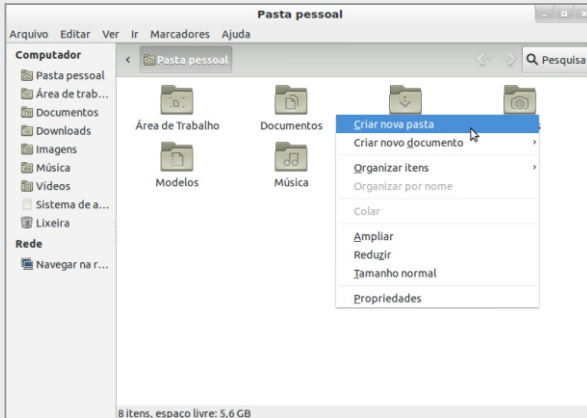 Pasta pessoal
Arquivo Editar Ver Ir Marcadores Ajuda
Computador
Pasta pessoal
Área de trab...
Documentos
Downloads
Imagens
Música
Vídeos
Sistema de a...
Lixeira
Rede
Navegar na r...
Pasta pessoal
Pesquisa
Área de Trabalho
Documentos
Modelos
Música
Criar nova pasta
Criar novo documento
Organizar itens
Organizar por nome
Colar
Ampliar
Reduzir
Tamanho normal
Propriedades
8 itens, espaço livre: 5,6 GB